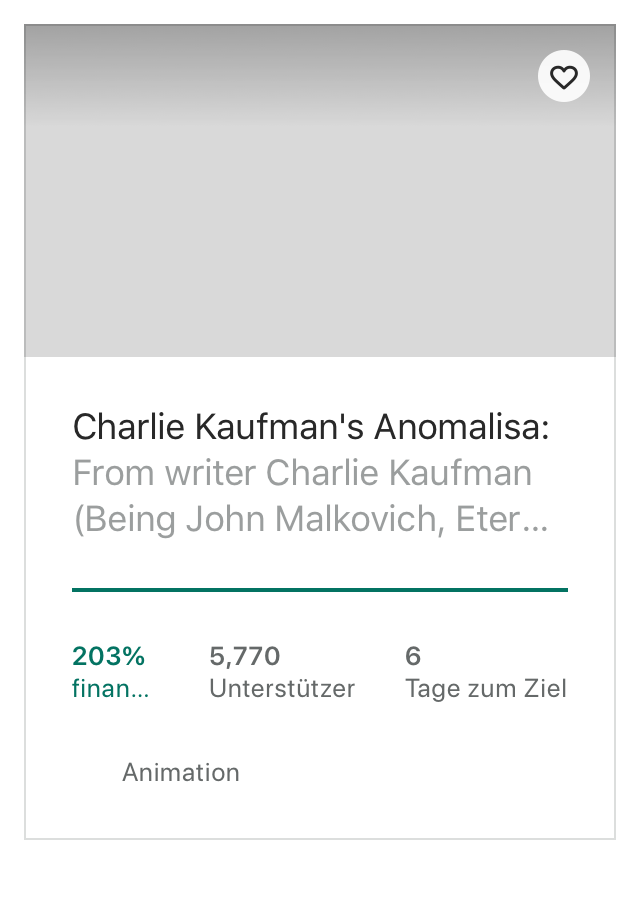 Charlie Kaufman's Anomalisa:
From writer Charlie Kaufman
(Being John Malkovich, Eter...
203%
finan...
5,770
Unterstützer
6
Tage zum Ziel
Animation